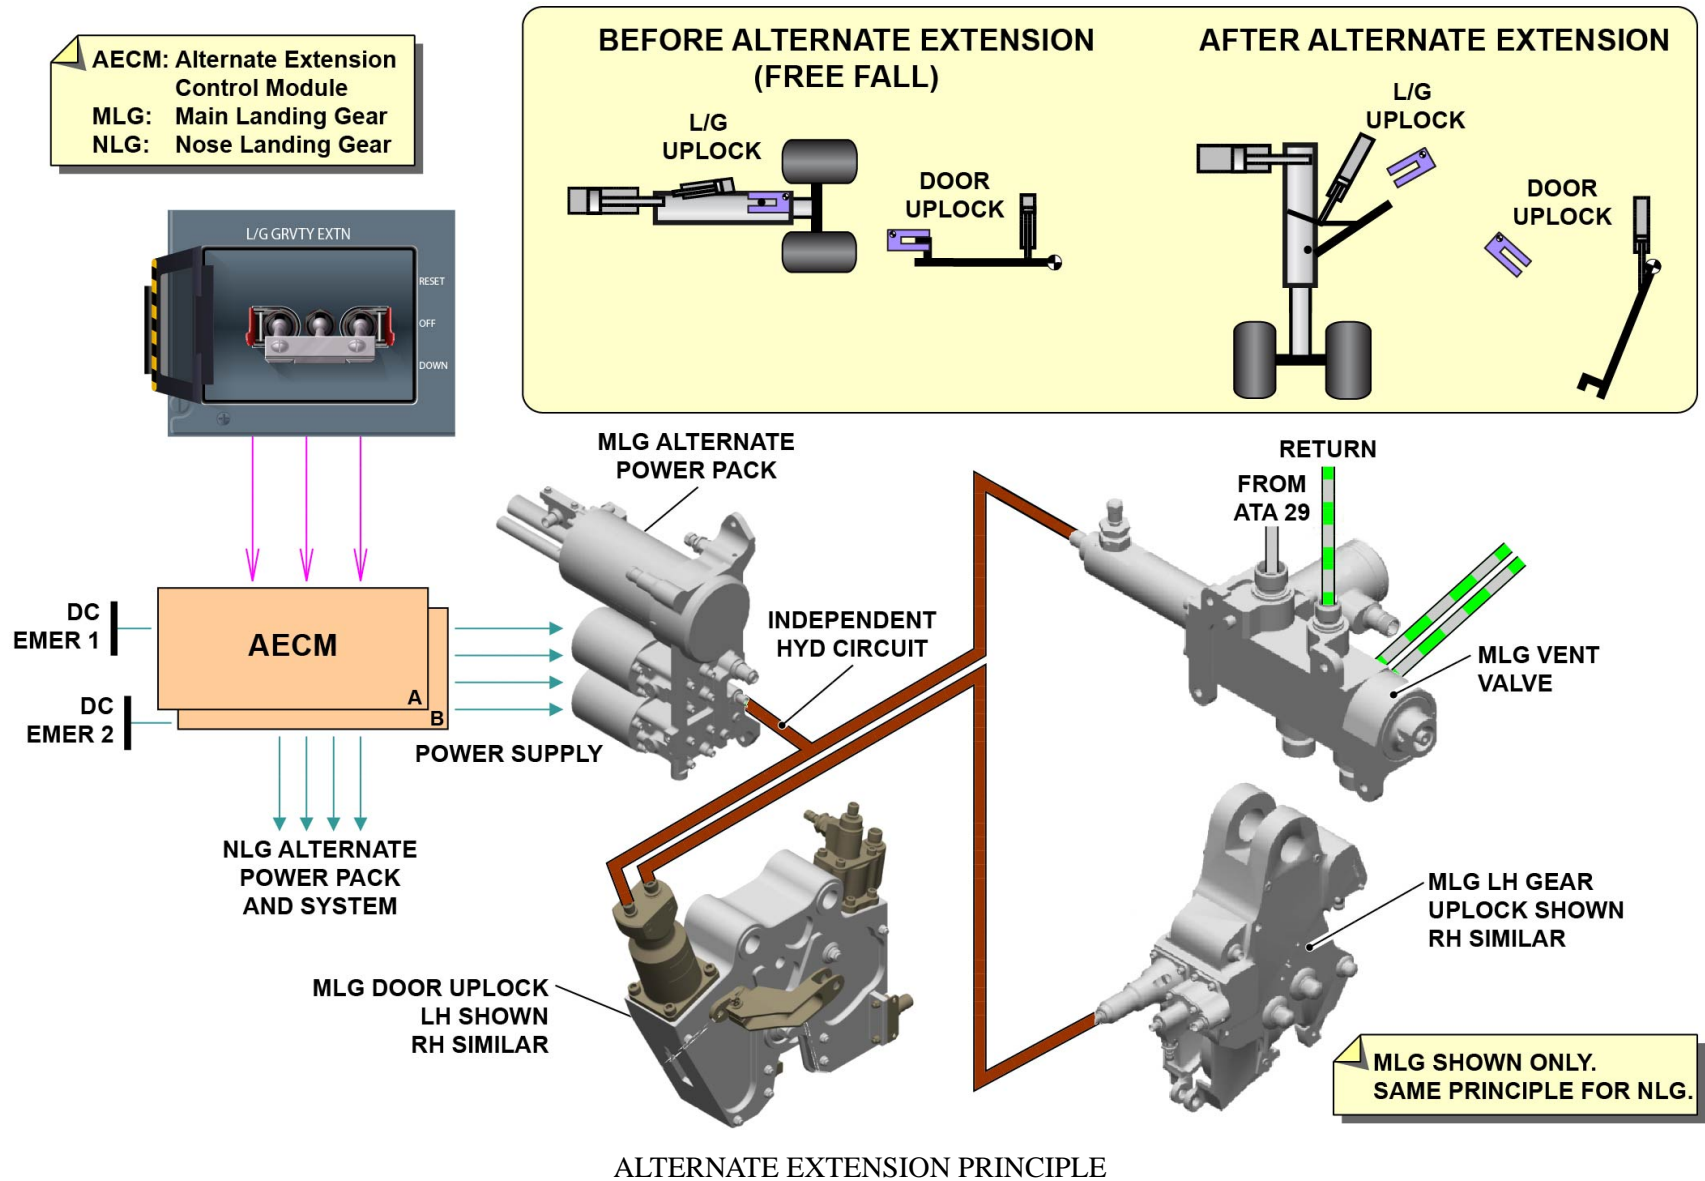 AECM: Alternate Extension
Control Module
MLG: Main Landing Gear
NLG: Nose Landing Gear
BEFORE ALTERNATE EXTENSION
(FREE FALL)
L/G
UPLOCK
DOOR
UPLOCK
AFTER ALTERNATE EXTENSION
L/G
UPLOCK
DOOR
UPLOCK
L/G GRVTY EXTN
RESET
OFF
DOWN
MLG ALTERNATE
POWER PACK
RETURN
FROM
ATA 29
DC
EMER 1
AECM
A
B
DC
EMER 2
INDEPENDENT
HYD CIRCUIT
MLG VENT
VALVE
POWER SUPPLY
NLG ALTERNATE
POWER PACK
AND SYSTEM
MLG LH GEAR
UPLOCK SHOWN
RH SIMILAR
MLG DOOR UPLOCK
LH SHOWN
RH SIMILAR
MLG SHOWN ONLY.
SAME PRINCIPLE FOR NLG.
ALTERNATE EXTENSION PRINCIPLE